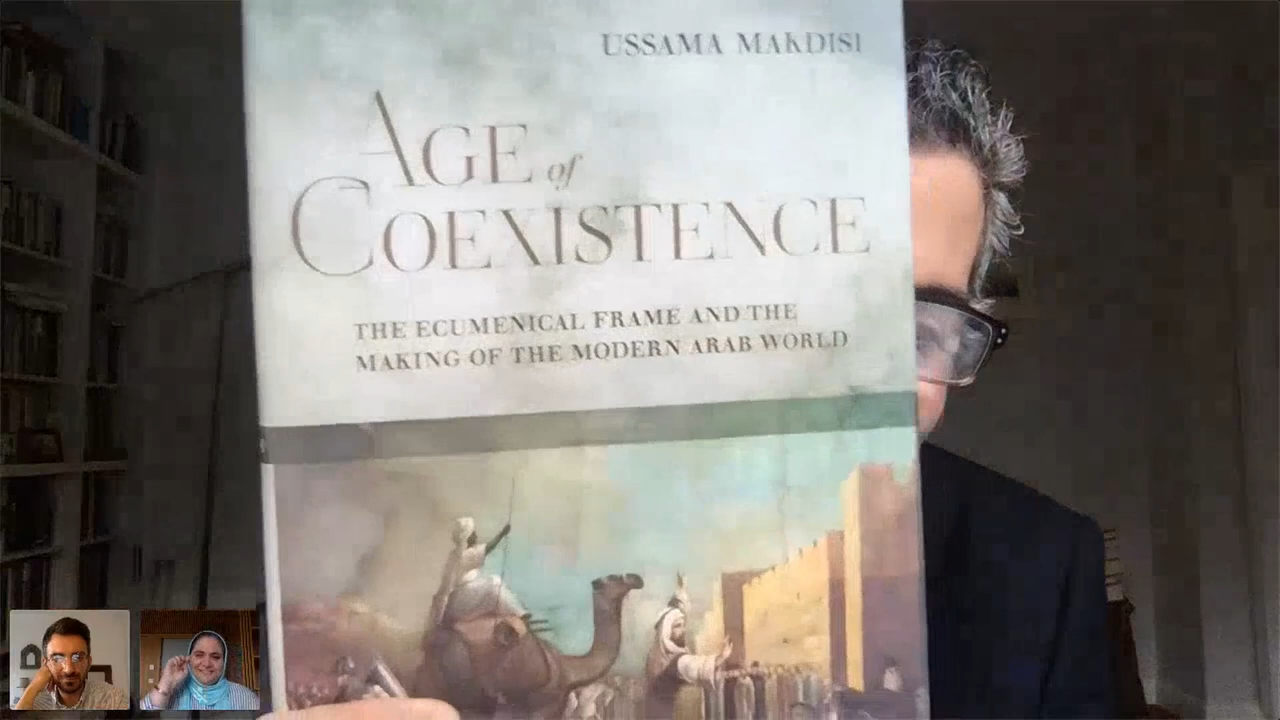 USSAMA MAKDISI
AGE of
COEXISTENCE
THE ECUMENICAL FRAME AND THE
MAKING OF THE MODERN ARAB WORLD